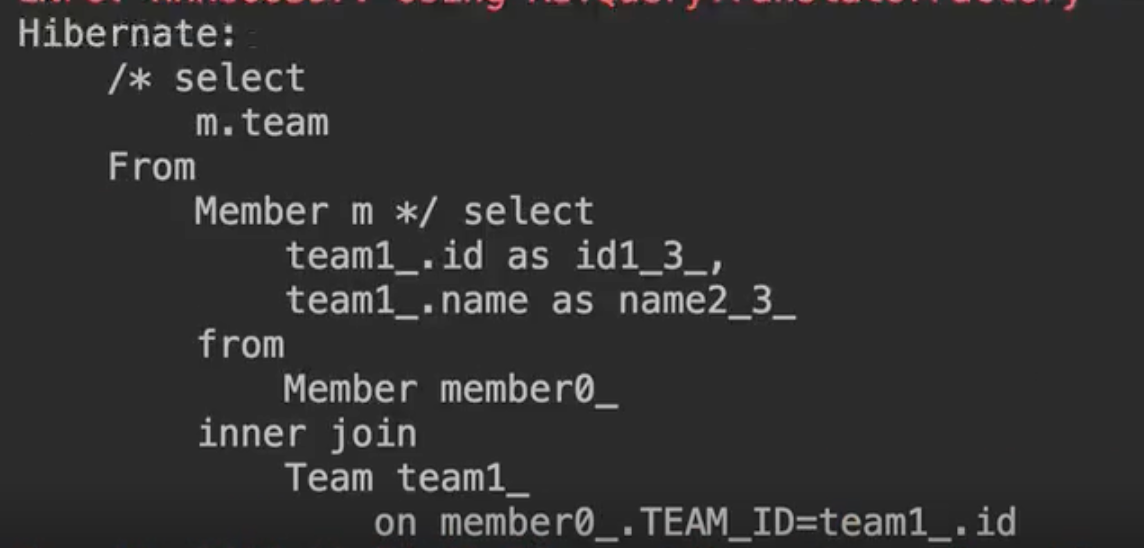 Hibernate:
/* select
m.team
From
Member m */ select
team1_.id as id1_3_,
team1_.name as name2_3_
from
Member member0_
inner join
Team team1_
on member0_.TEAM_ID=team1_.id